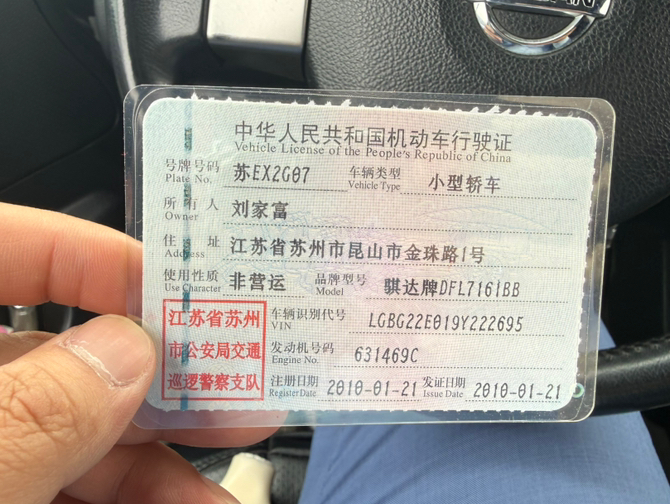 中华人民共和国机动车行驶证
Vehicle License of the People's Republic of China
号牌号码 苏EX2G07 车辆类型 小型轿车
Plate No. Vehicle Type
所有人 刘家富
Owner
住址 江苏省苏州市昆山市金珠路1号
Address
使用性质 非营运 品牌型号 骐达牌DFL7161BB
Use Character Model
江苏省苏州
市公安局交通
巡逻警察支队
车辆识别代号 LGBG22E019Y222695
VIN
发动机号码 631469C
Engine No.
注册日期 2010-01-21 发证日期 2010-01-21
Register Date Issue Date